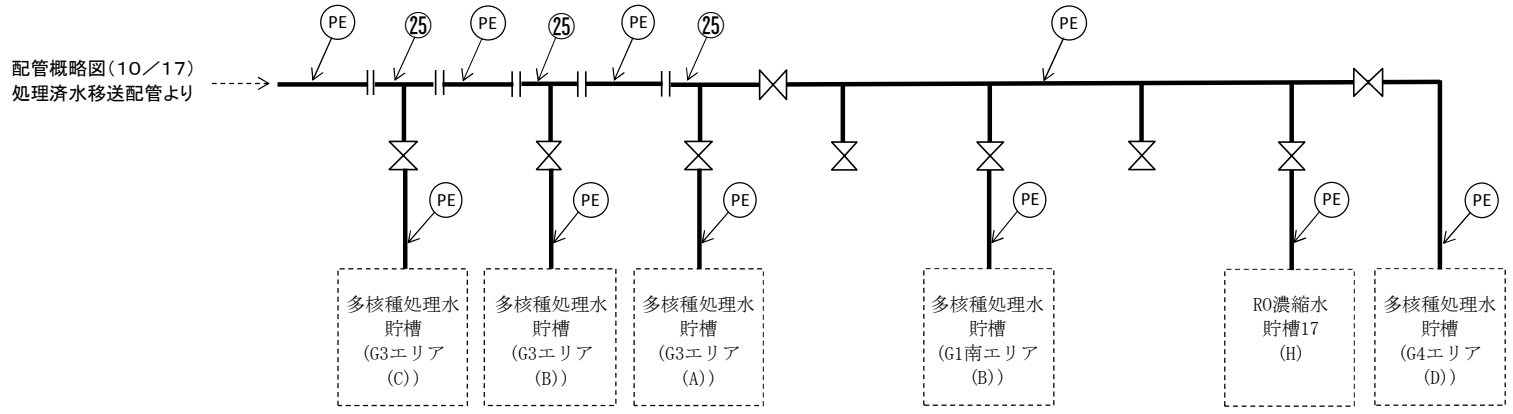 PE
㉕
PE
㉕
PE
㉕
PE
配管概略図(10/17)
処理済水移送配管より
PE
PE
PE
PE
PE
PE
多核種処理水
貯槽
(G3エリア
(C))
多核種処理水
貯槽
(G3エリア
(B))
多核種処理水
貯槽
(G3エリア
(A))
多核種処理水
貯槽
(G1南エリア
(B))
RO濃縮水
貯槽17
(H)
多核種処理水
貯槽
(G4エリア
(D))